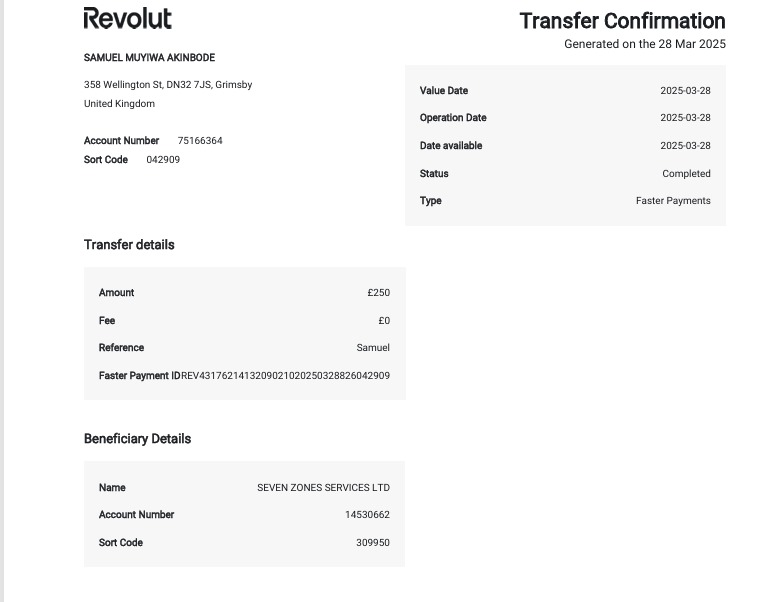 Revolut
Transfer Confirmation
Generated on the 28 Mar 2025
SAMUEL MUYIWA AKINBODE
358 Wellington St, DN32 7JS, Grimsby
United Kingdom
Account Number 75166364
Sort Code 042909
Value Date 2025-03-28
Operation Date 2025-03-28
Date available 2025-03-28
Status Completed
Type Faster Payments
Transfer details
Amount £250
Fee £0
Reference Samuel
Faster Payment IDREV431762141320902102025032882​6042909
Beneficiary Details
Name SEVEN ZONES SERVICES LTD
Account Number 14530662
Sort Code 309950